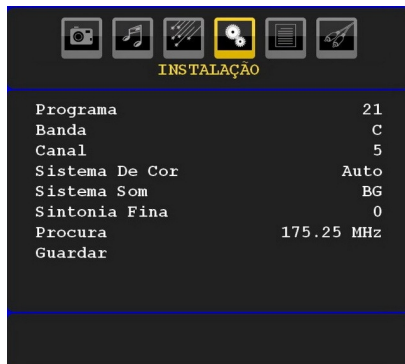 INSTALAÇÃO
Programa 21
Banda C
Canal 5
Sistema De Cor Auto
Sistema Som BG
Sintonia Fina 0
Procura 175.25 MHz
Guardar